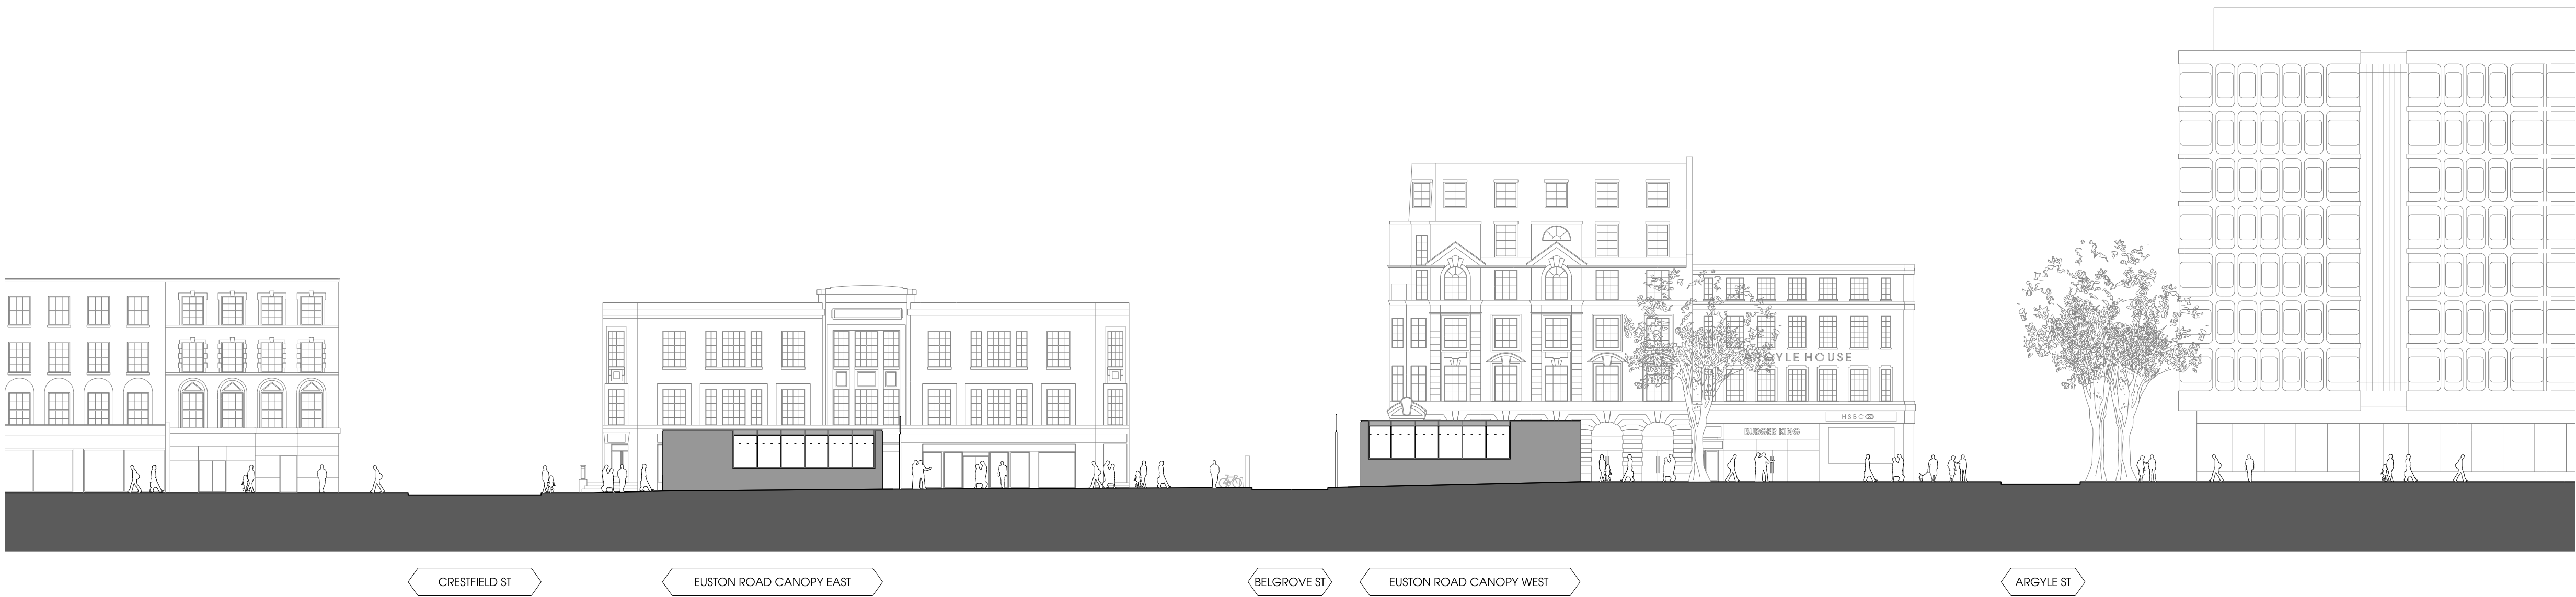 ARGYLE HOUSE
HSBC
BURGER KING
CRESTFIELD ST
EUSTON ROAD CANOPY EAST
BELGROVE ST
EUSTON ROAD CANOPY WEST
ARGYLE ST